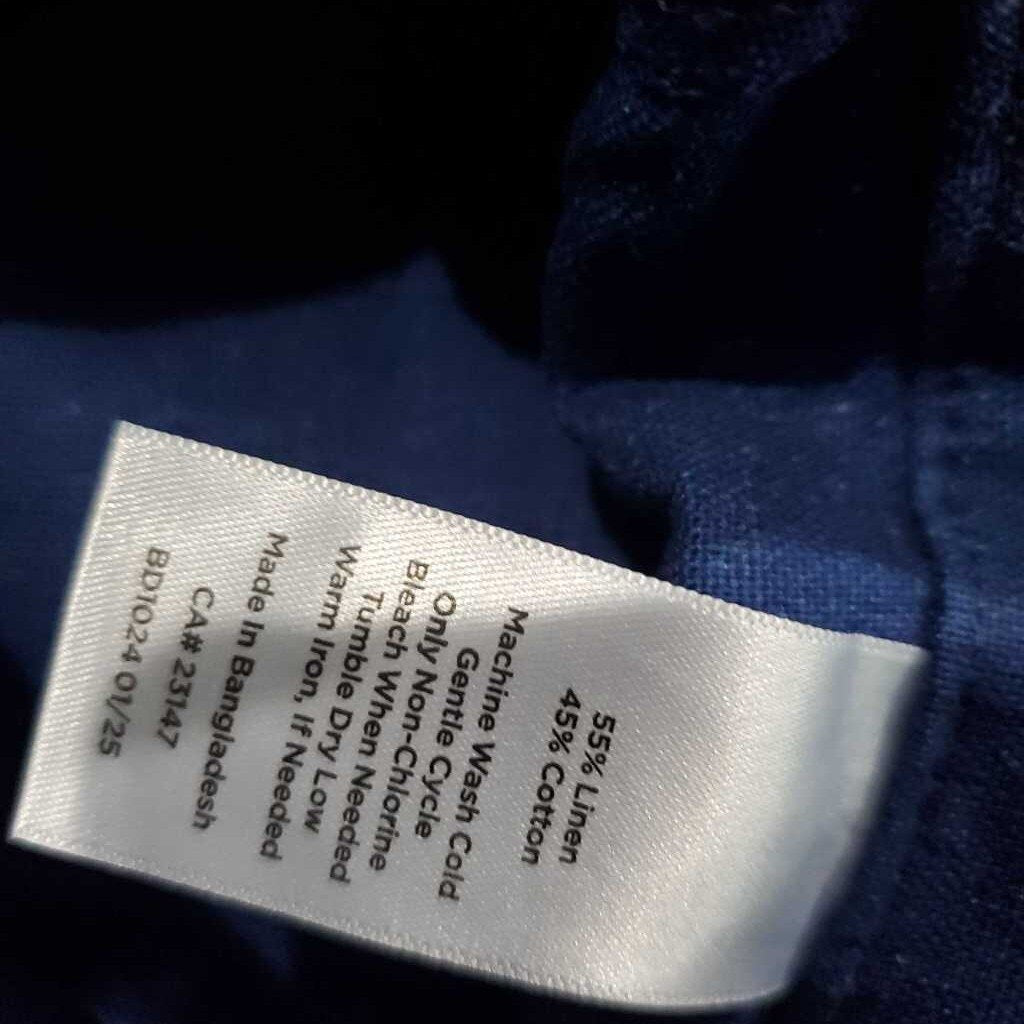 55% Linen
45% Cotton
Machine Wash Cold
Gentle Cycle
Only Non-Chlorine
Bleach When Needed
Tumble Dry Low
Warm Iron, If Needed
Made In Bangladesh
CA# 23147
BD1024 01/25